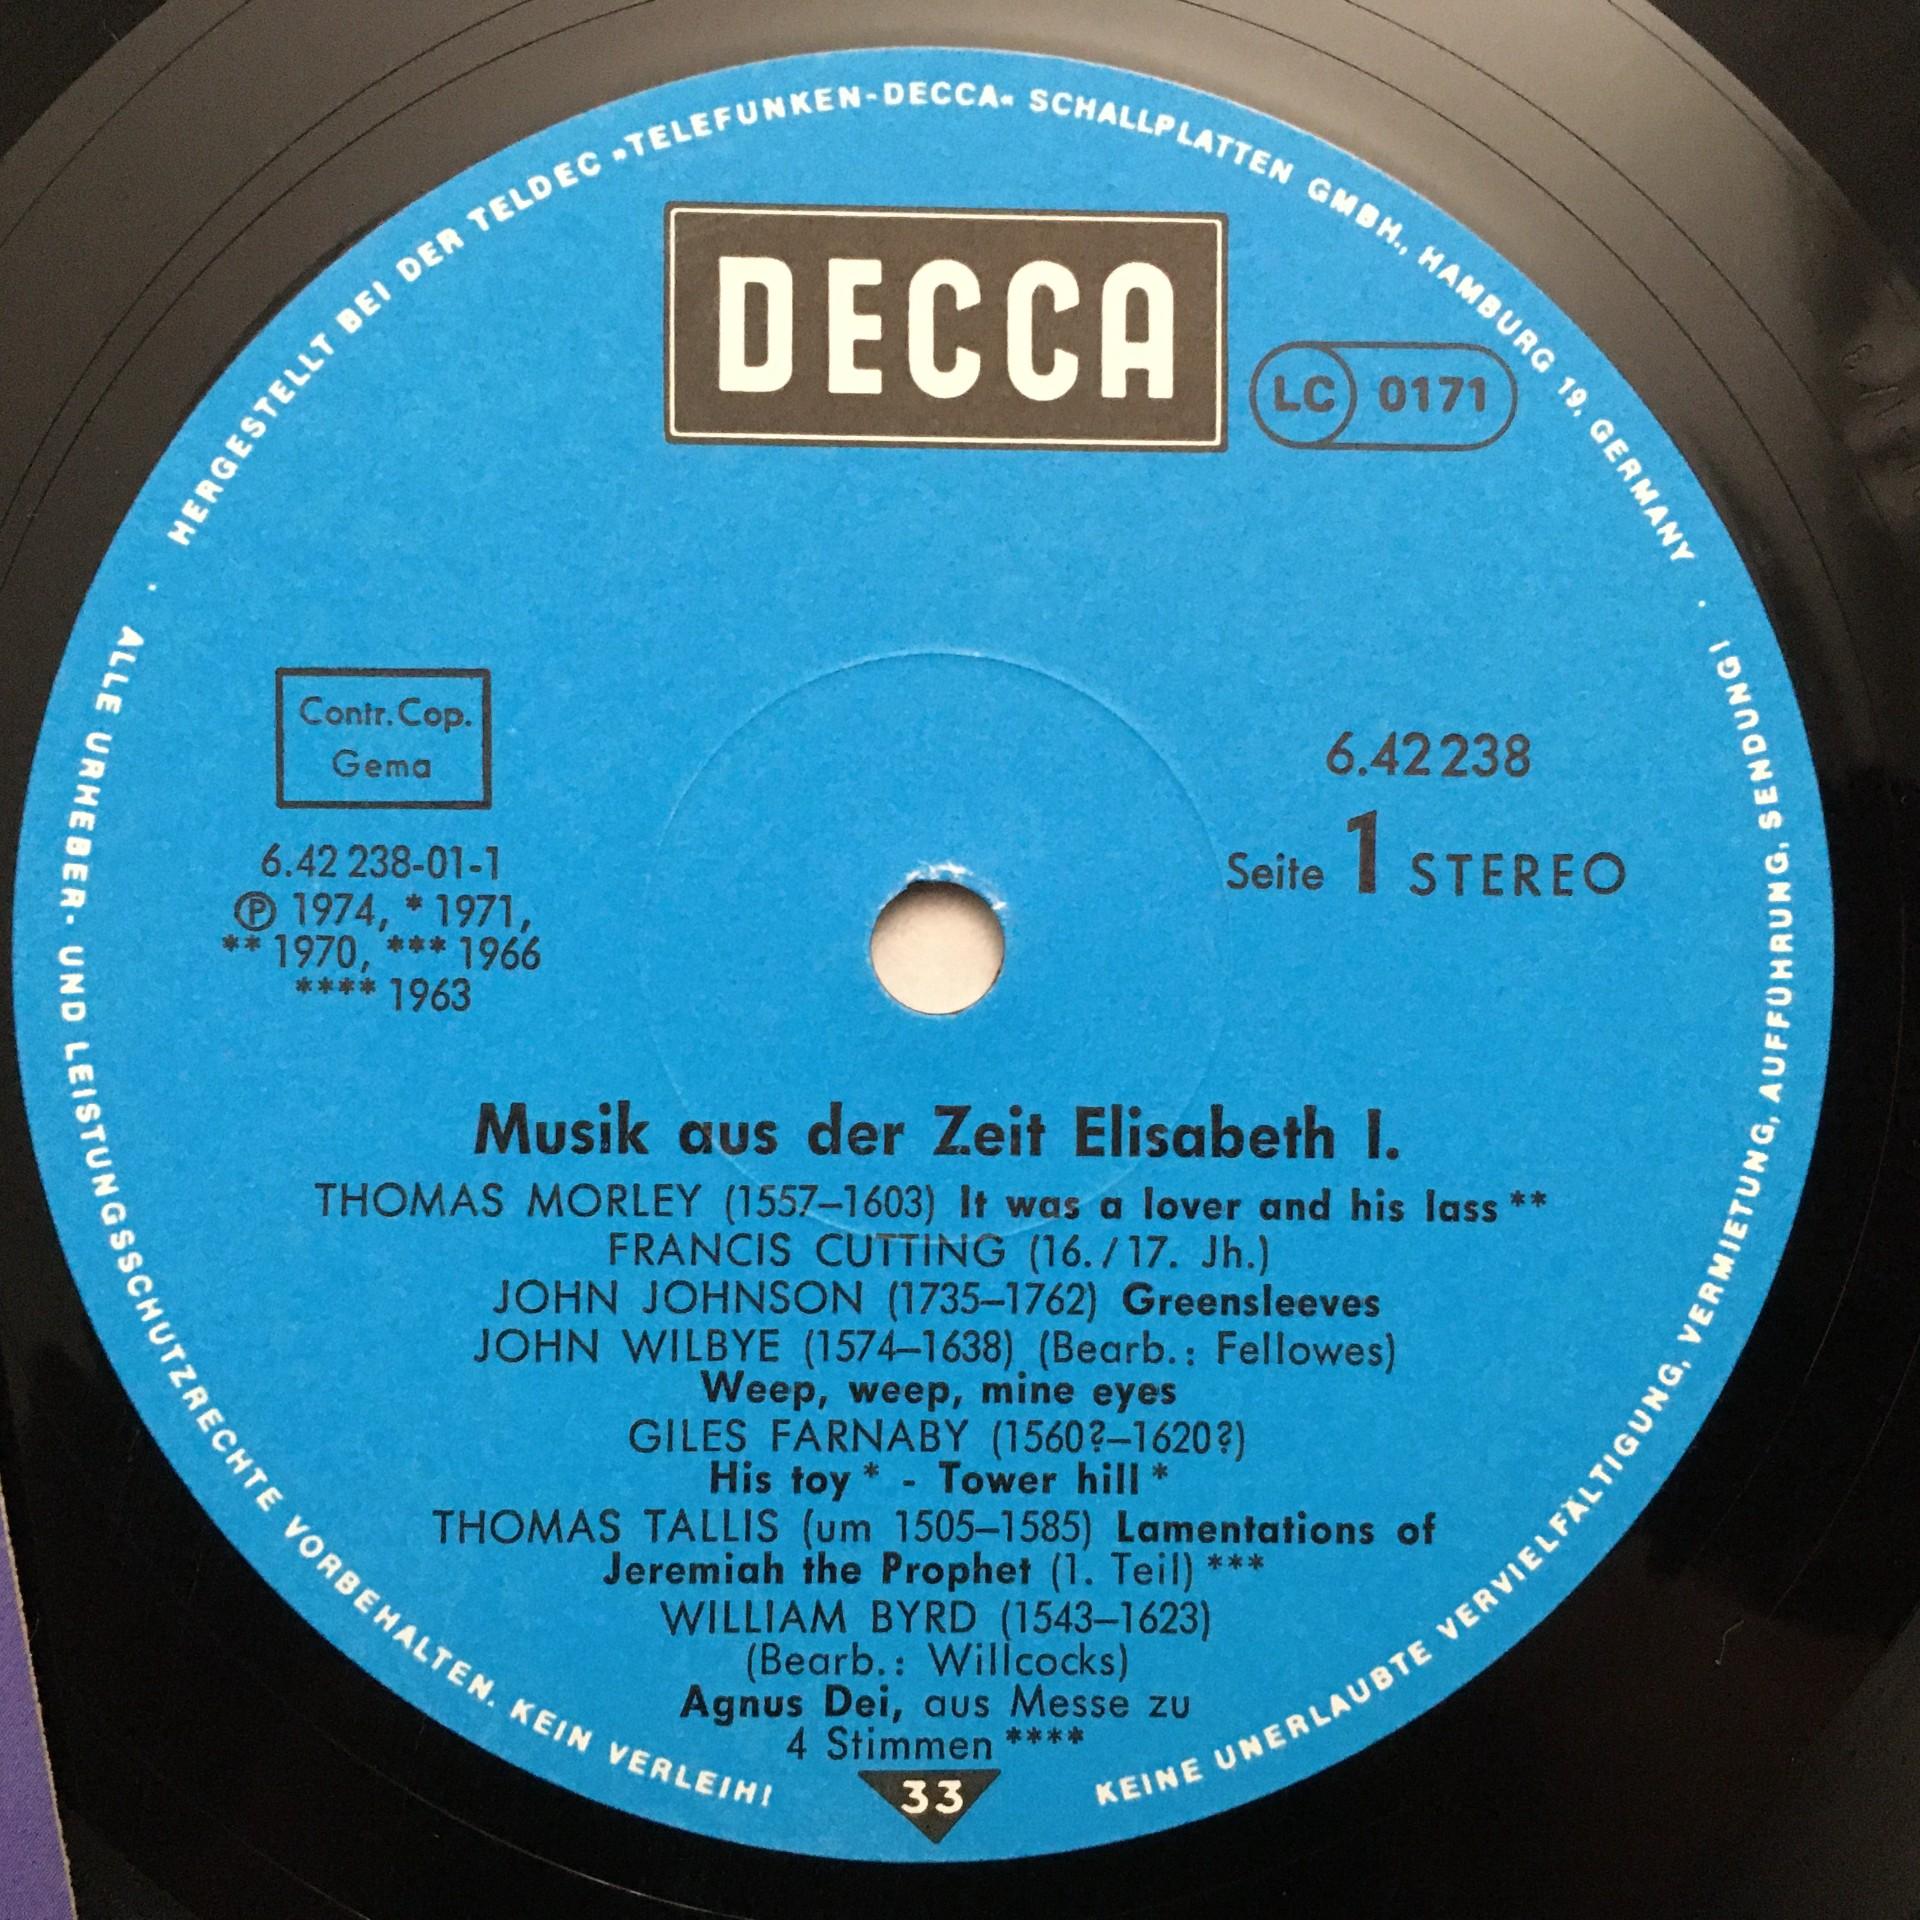 HERGESTELLT BEI DER TELDEC »TELEFUNKEN-DECCA« SCHALLPLATTEN GMBH., HAMBURG 19, GERMANY
DECCA
LC 0171
Contr. Cop.
Gema
6.42 238-01-1
Ⓟ 1974, * 1971,
** 1970, *** 1966
**** 1963
6.42238
Seite 1 STEREO
Musik aus der Zeit Elisabeth I.
THOMAS MORLEY (1557–1603) It was a lover and his lass **
FRANCIS CUTTING (16. / 17. Jh.)
JOHN JOHNSON (1735–1762) Greensleeves
JOHN WILBYE (1574–1638) (Bearb.: Fellowes)
Weep, weep, mine eyes
GILES FARNABY (1560?–1620?)
His toy * - Tower hill *
THOMAS TALLIS (um 1505–1585) Lamentations of
Jeremiah the Prophet (1. Teil) ***
WILLIAM BYRD (1543–1623)
(Bearb.: Willcocks)
Agnus Dei, aus Messe zu
4 Stimmen ****
33
ALLE URHEBER- UND LEISTUNGSSCHUTZRECHTE VORBEHALTEN. KEIN VERLEIH!
KEINE UNERLAUBTE VERVIELFÄLTIGUNG, VERMIETUNG, AUFFÜHRUNG, SENDUNG!